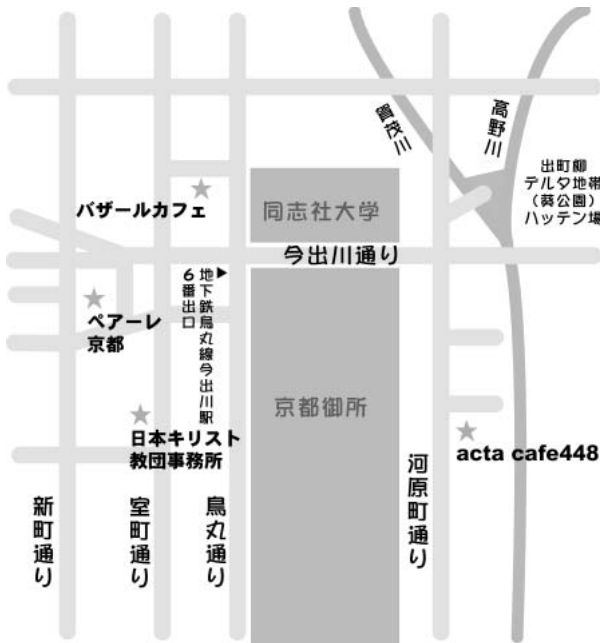 賀茂川
高野川
出町柳
デルタ地帯
(葵公園)
ハッテン場
バザールカフェ
同志社大学
今出川通り
地下鉄烏丸線今出川駅
6番出口
ペアーレ
京都
京都御所
日本キリスト
教団事務所
acta cafe448
新町通り
室町通り
烏丸通り
河原町通り